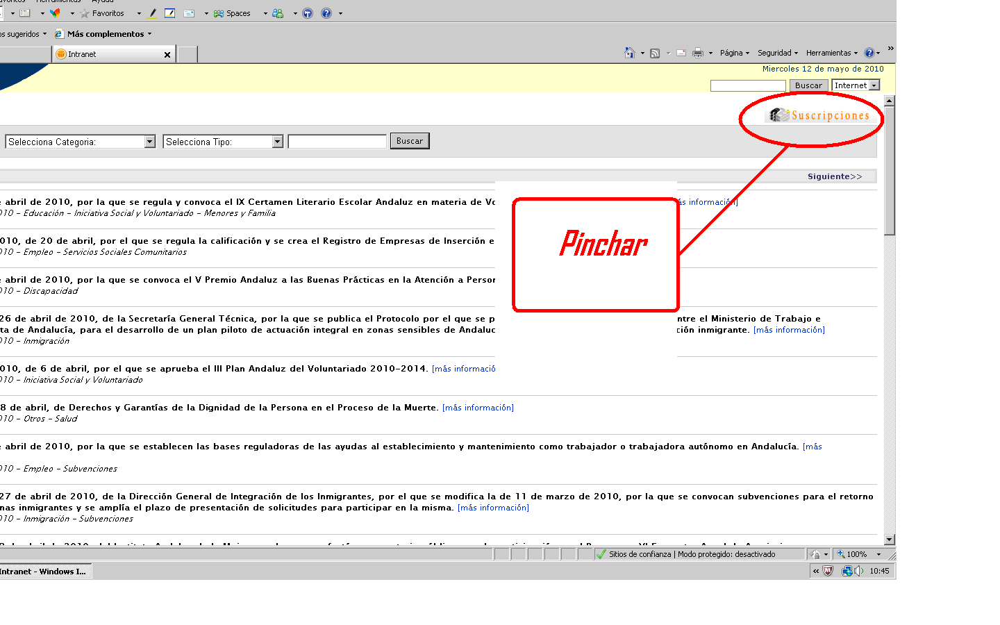 Favoritos Spaces
os sugeridos Más complementos
Intranet Página Seguridad Herramientas »
Miercoles 12 de mayo de 2010
Buscar Internet
Suscripciones
Selecciona Categoria: Selecciona Tipo: Buscar
Siguiente>>
abril de 2010, por la que se regula y convoca el IX Certamen Literario Escolar Andaluz en materia de información]
010 - Educación - Iniciativa Social y Voluntariado - Menores y Familia
Pinchar
010, de 20 de abril, por el que se regula la calificación y se crea el Registro de Empresas de Inserción
010 - Empleo - Servicios Sociales Comunitarios
abril de 2010, por la que se convoca el V Premio Andaluz a las Buenas Prácticas en la Atención a
010 - Discapacidad
26 de abril de 2010, de la Secretaría General Técnica, por la que se publica el Protocolo por el que se ntre el Ministerio de Trabajo e
ta de Andalucía, para el desarrollo de un plan piloto de actuación integral en zonas sensibles de ción inmigrante. [más información]
010 - Inmigración
010, de 6 de abril, por el que se aprueba el III Plan Andaluz del Voluntariado 2010-2014. [más informació
010 - Iniciativa Social y Voluntariado
8 de abril, de Derechos y Garantías de la Dignidad de la Persona en el Proceso de la Muerte. [más información]
010 - Otros - Salud
abril de 2010, por la que se establecen las bases reguladoras de las ayudas al establecimiento y mantenimiento como trabajador o trabajadora autónomo en Andalucía. [más
010 - Empleo - Subvenciones
27 de abril de 2010, de la Dirección General de Integración de los Inmigrantes, por el que se modifica la de 11 de marzo de 2010, por la que se convocan subvenciones para el retorno
nas inmigrantes y se amplía el plazo de presentación de solicitudes para participar en la misma. [más información]
010 - Inmigración - Subvenciones
Sitios de confianza | Modo protegido: desactivado 100%
Intranet - Windows I... « 10:45